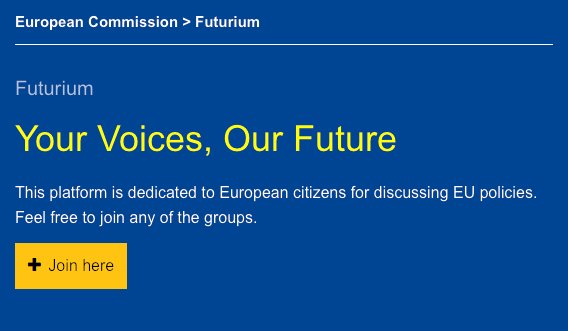 European Commission > Futurium
Futurium
Your Voices, Our Future
This platform is dedicated to European citizens for discussing EU policies.
Feel free to join any of the groups.
+ Join here